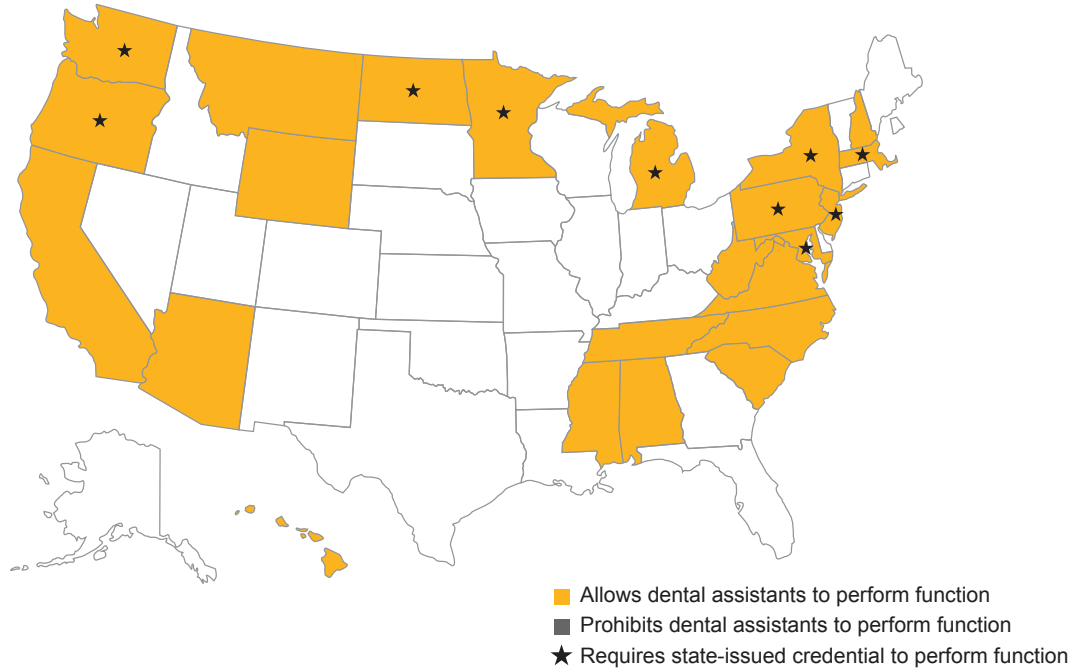 Allows dental assistants to perform function
Prohibits dental assistants to perform function
Requires state-issued credential to perform function